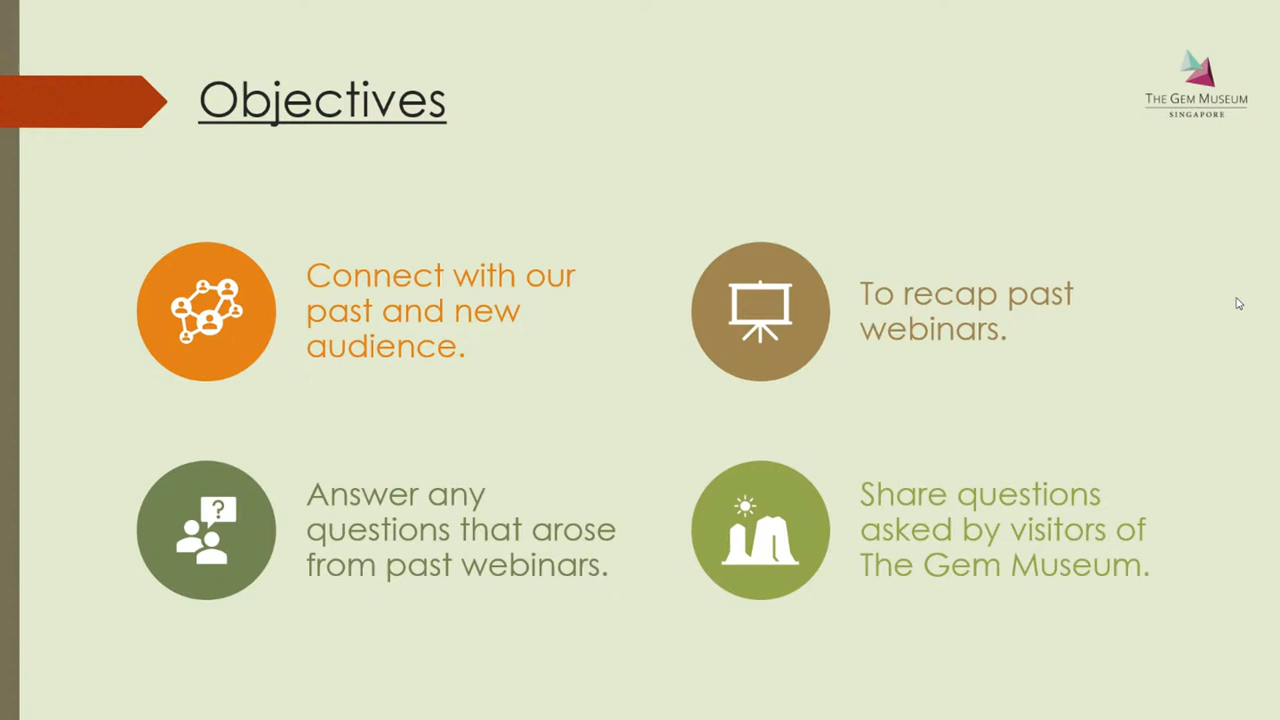 Objectives
THE GEM MUSEUM
SINGAPORE
Connect with our
past and new
audience.
To recap past
webinars.
?
Answer any
questions that arose
from past webinars.
Share questions
asked by visitors of
The Gem Museum.